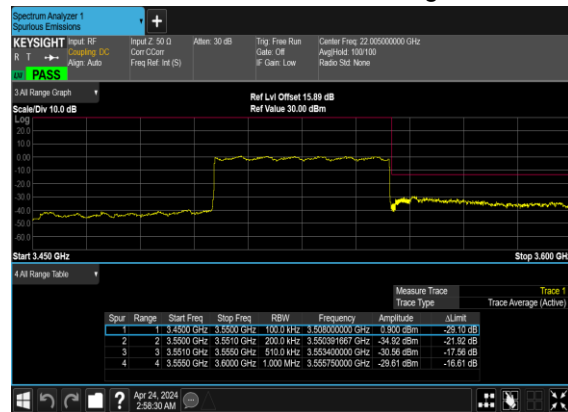 Spectrum Analyzer 1
Spurious Emissions
KEYSIGHT Input: RF Input Z: 50 Ω Atten: 30 dB Trig: Free Run Center Freq: 22.005000000 GHz
R T Coupling: DC Corr CCorr Gate: Off Avg|Hold: 100/100
Align: Auto Freq Ref: Int (S) IF Gain: Low Radio Std: None
PASS
3 All Range Graph
Ref Lvl Offset 15.89 dB
Scale/Div 10.0 dB Ref Value 30.00 dBm
Log
20.0
10.0
0.00
-10.0
-20.0
-30.0
-40.0
-50.0
-60.0
Start 3.450 GHz Stop 3.600 GH
4 All Range Table
Measure Trace Trace 1
Trace Type Trace Average (Active)
Spur Range Start Freq Stop Freq RBW Frequency Amplitude ΔLimit
1 1 3.4500 GHz 3.5500 GHz 100.0 kHz 3.508000000 GHz 0.900 dBm -29.10 dB
2 2 3.5500 GHz 3.5510 GHz 200.0 kHz 3.550391667 GHz -34.92 dBm -21.92 dB
3 3 3.5510 GHz 3.5550 GHz 510.0 kHz 3.553400000 GHz -30.56 dBm -17.56 dB
4 4 3.5550 GHz 3.6000 GHz 1.000 MHz 3.555750000 GHz -29.61 dBm -16.61 dB
Apr 24, 2024
2:58:30 AM